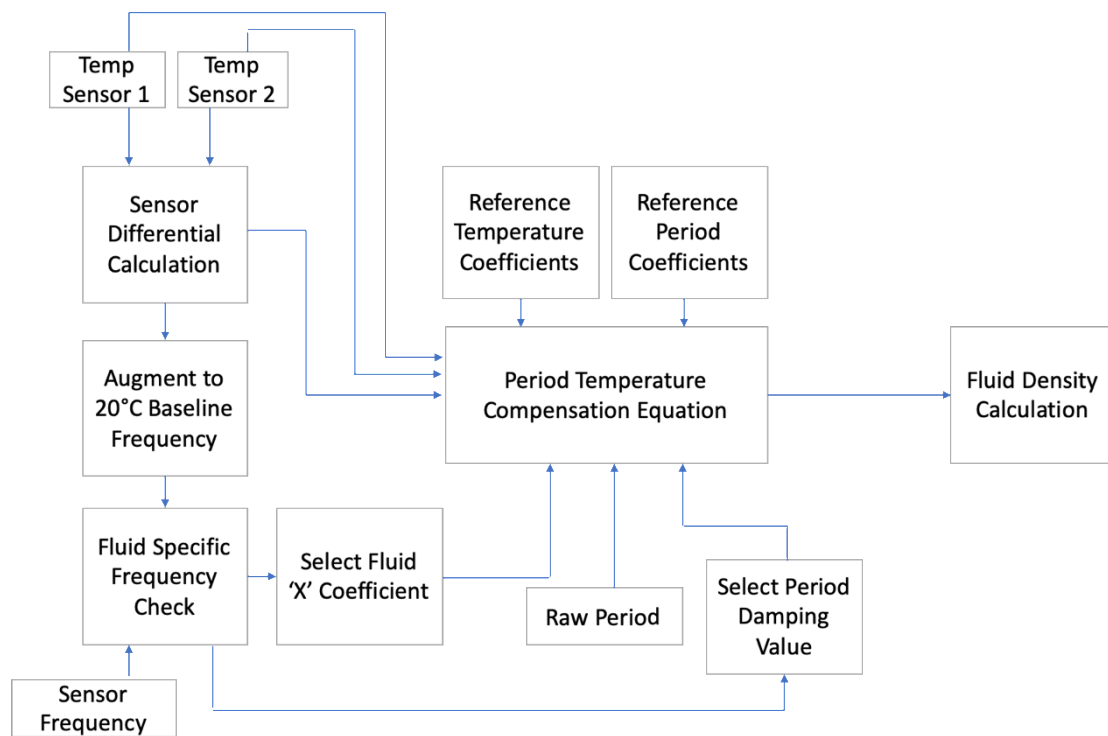 Temp
Sensor 1
Temp
Sensor 2
Sensor
Differential
Calculation
Reference
Temperature
Coefficients
Reference
Period
Coefficients
Augment to
20°C Baseline
Frequency
Period Temperature
Compensation Equation
Fluid Density
Calculation
Fluid Specific
Frequency
Check
Select Fluid
‘X’ Coefficient
Raw Period
Select Period
Damping
Value
Sensor
Frequency